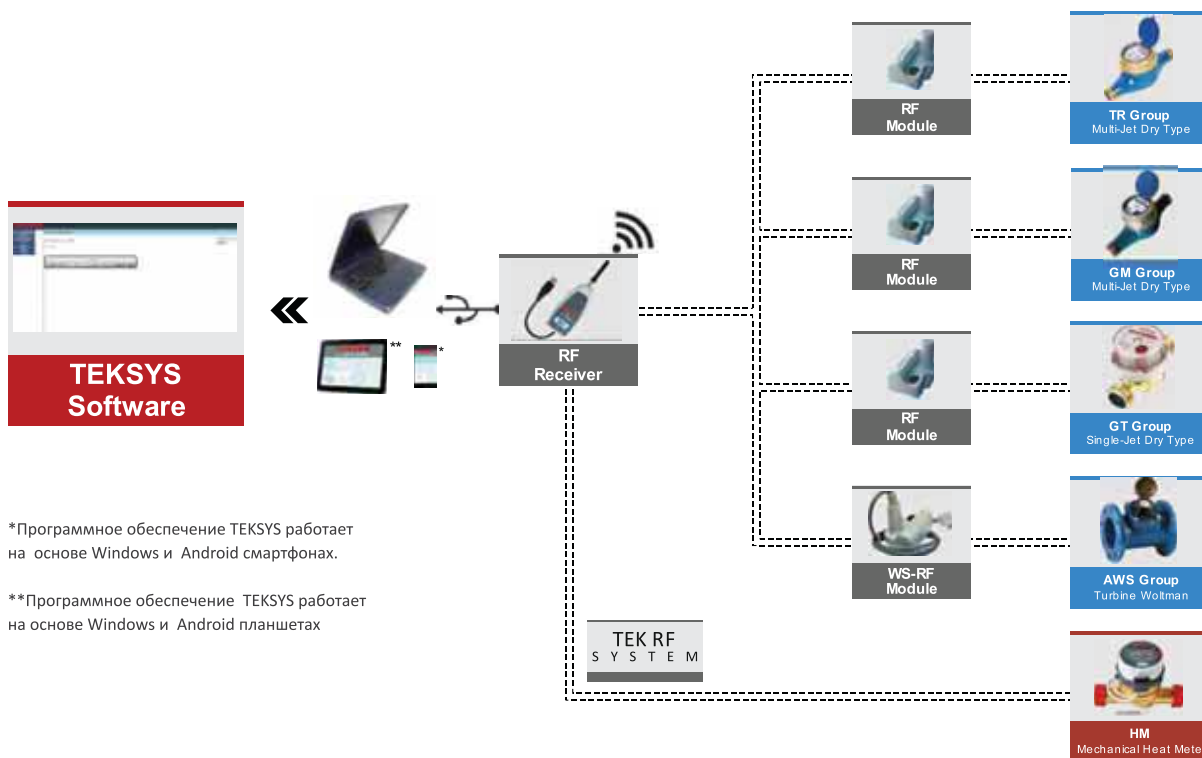 RF
Module
TR Group
Multi-Jet Dry Type
RF
Module
GM Group
Multi-Jet Dry Type
TEKSYS
Software
**
*
RF
Receiver
RF
Module
GT Group
Single-Jet Dry Type
WS-RF
Module
AWS Group
Turbine Woltman
*Программное обеспечение TEKSYS работает
на основе Windows и Android смартфонах.
**Программное обеспечение TEKSYS работает
на основе Windows и Android планшетах
TEK RF
SYSTEM
HM
Mechanical Heat Mete